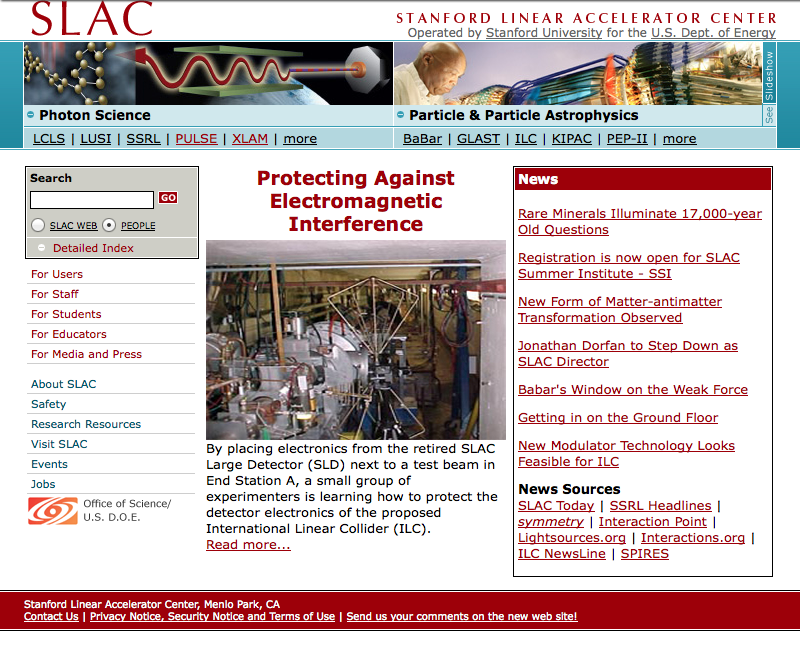 SLAC
STANFORD LINEAR ACCELERATOR CENTER
Operated by Stanford University for the U.S. Dept. of Energy
See Slideshow
Photon Science
LCLS | LUSI | SSRL | PULSE | XLAM | more
Particle & Particle Astrophysics
BaBar | GLAST | ILC | KIPAC | PEP-II | more
Search
GO
SLAC WEB PEOPLE
Detailed Index
For Users
For Staff
For Students
For Educators
For Media and Press
About SLAC
Safety
Research Resources
Visit SLAC
Events
Jobs
Office of Science/
U.S. D.O.E.
Protecting Against
Electromagnetic
Interference
By placing electronics from the retired SLAC
Large Detector (SLD) next to a test beam in
End Station A, a small group of
experimenters is learning how to protect the
detector electronics of the proposed
International Linear Collider (ILC).
Read more...
News
Rare Minerals Illuminate 17,000-year
Old Questions
Registration is now open for SLAC
Summer Institute - SSI
New Form of Matter-antimatter
Transformation Observed
Jonathan Dorfan to Step Down as
SLAC Director
Babar's Window on the Weak Force
Getting in on the Ground Floor
New Modulator Technology Looks
Feasible for ILC
News Sources
SLAC Today | SSRL Headlines |
symmetry | Interaction Point |
Lightsources.org | Interactions.org |
ILC NewsLine | SPIRES
Stanford Linear Accelerator Center, Menlo Park, CA
Contact Us | Privacy Notice, Security Notice and Terms of Use | Send us your comments on the new web site!